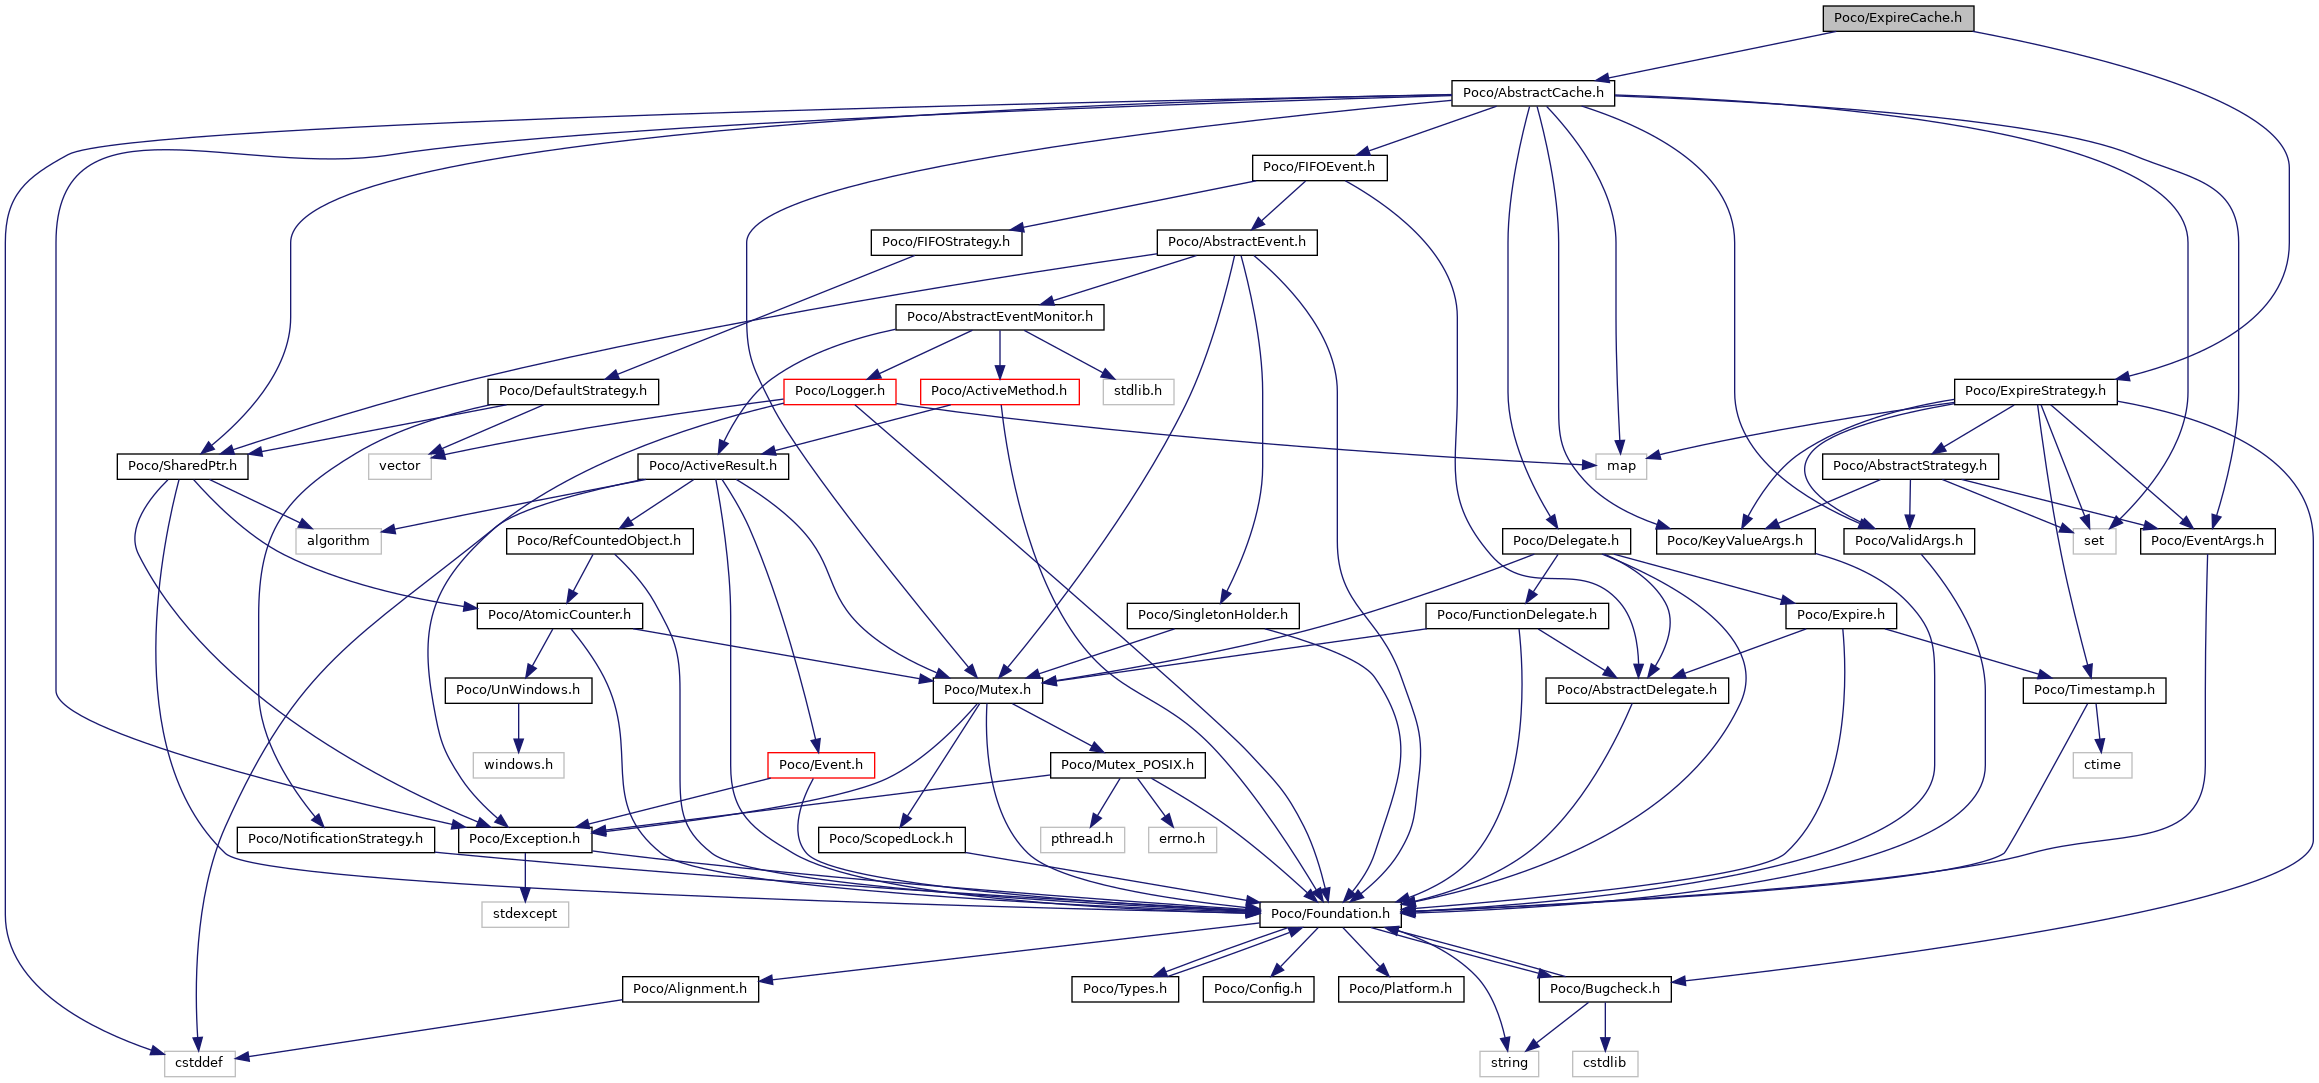 Poco/ExpireCache.h
Poco/AbstractCache.h
Poco/FIFOEvent.h
Poco/FIFOStrategy.h
Poco/AbstractEvent.h
Poco/AbstractEventMonitor.h
Poco/DefaultStrategy.h
Poco/Logger.h
Poco/ActiveMethod.h
stdlib.h
Poco/ExpireStrategy.h
Poco/SharedPtr.h
vector
Poco/ActiveResult.h
map
Poco/AbstractStrategy.h
algorithm
Poco/RefCountedObject.h
Poco/Delegate.h
Poco/KeyValueArgs.h
Poco/ValidArgs.h
set
Poco/EventArgs.h
Poco/AtomicCounter.h
Poco/SingletonHolder.h
Poco/FunctionDelegate.h
Poco/Expire.h
Poco/UnWindows.h
Poco/Mutex.h
Poco/AbstractDelegate.h
Poco/Timestamp.h
windows.h
Poco/Event.h
Poco/Mutex_POSIX.h
ctime
Poco/NotificationStrategy.h
Poco/Exception.h
Poco/ScopedLock.h
pthread.h
errno.h
stdexcept
Poco/Foundation.h
Poco/Alignment.h
Poco/Types.h
Poco/Config.h
Poco/Platform.h
Poco/Bugcheck.h
cstddef
string
cstdlib